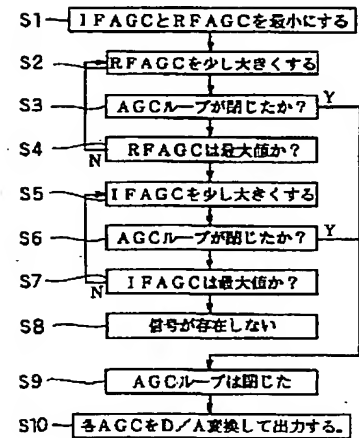 S1 IFAGCとRFAGCを最小にする
S2 RFAGCを少し大きくする
S3 AGCループが閉じたか? Y
S4 RFAGCは最大値か?
N
S5 IFAGCを少し大きくする
S6 AGCループが閉じたか? Y
S7 IFAGCは最大値か?
N
S8 信号が存在しない
S9 AGCループは閉じた
S10 各AGCをD/A変換して出力する。